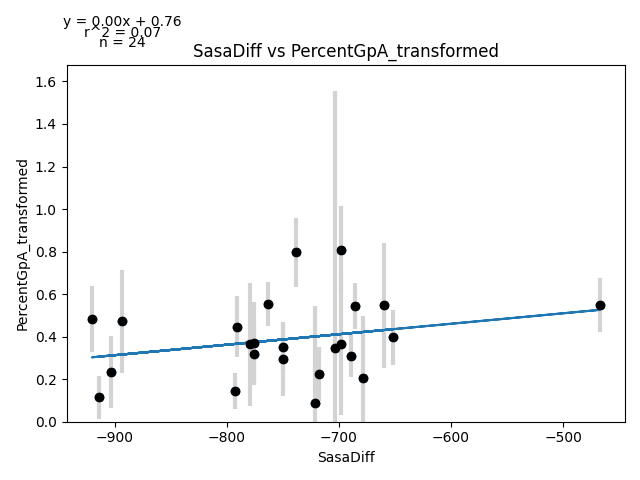 y = 0.00x + 0.76
r^2 = 0.07
n = 24
SasaDiff vs PercentGpA_transformed
PercentGpA_transformed
1.6
1.4
1.2
1.0
0.8
0.6
0.4
0.2
0.0
−900
−800
−700
−600
−500
SasaDiff